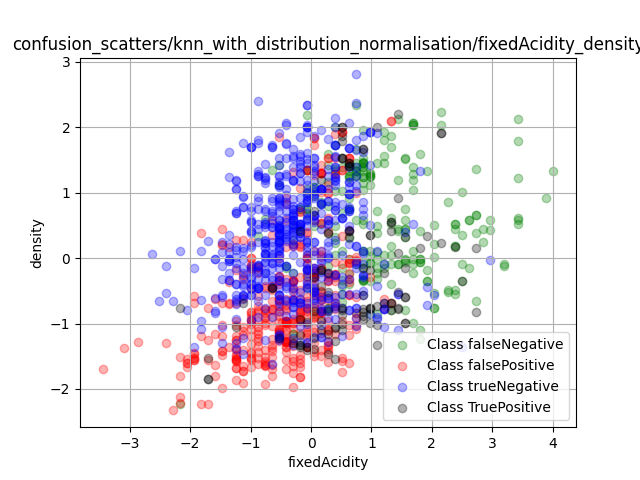 confusion_scatters/knn_with_distribution_normalisation/fixedAcidity_density
3
2
1
0
−1
−2
density
−3
−2
−1
0
1
2
3
4
fixedAcidity
Class falseNegative
Class falsePositive
Class trueNegative
Class TruePositive